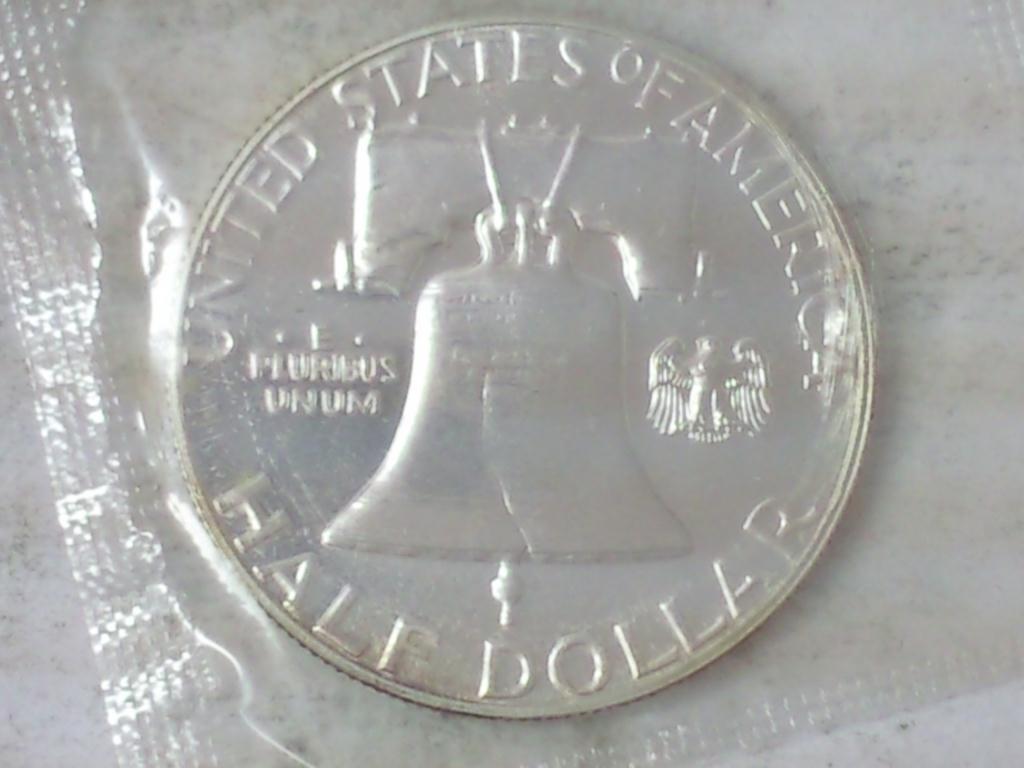 UNITED STATES OF AMERICA
· E ·
PLURIBUS
UNUM
HALF DOLLAR